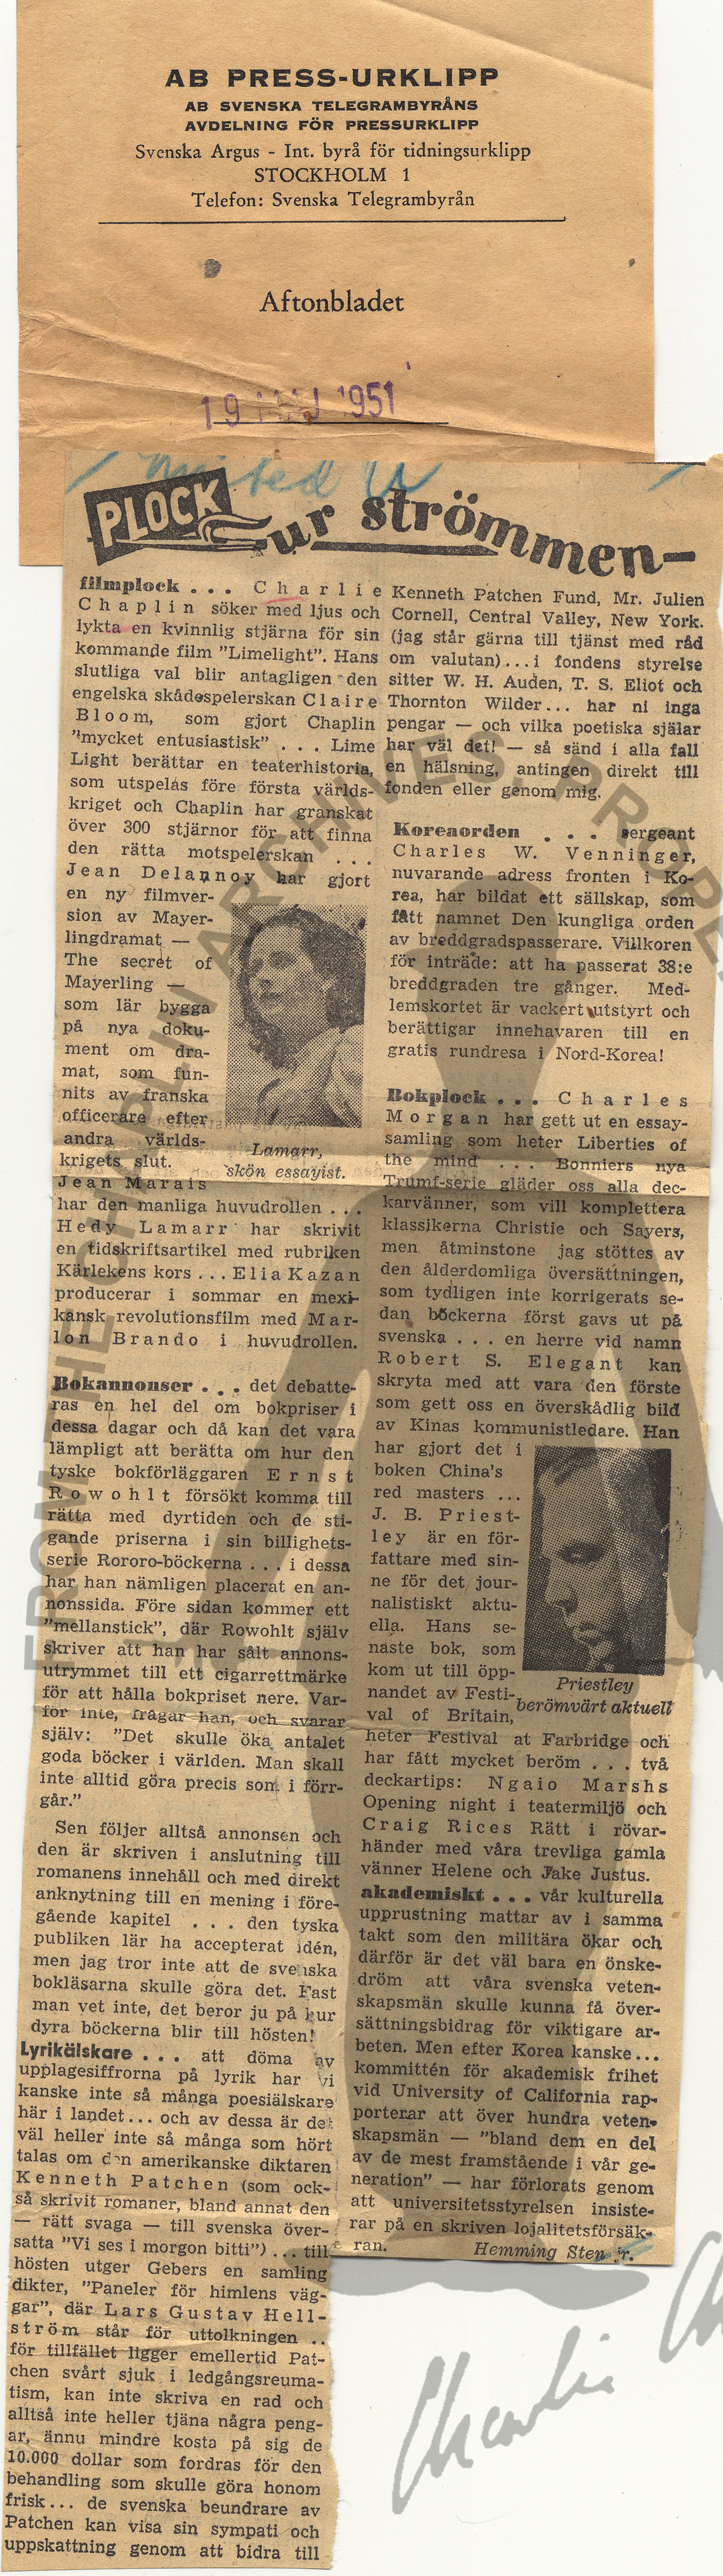 AB PRESS-URKLIPP
AB SVENSKA TELEGRAMBYRÅNS
AVDELNING FÖR PRESSURKLIPP
Svenska Argus - Int. byrå för tidningsurklipp
STOCKHOLM 1
Telefon: Svenska Telegrambyrån
Aftonbladet
19 MAJ 1951
United
PLOCK ur strömmen—
filmplock . . . Charlie
Chaplin söker med ljus och
lykta en kvinnlig stjärna för sin
kommande film "Limelight". Hans
slutliga val blir antagligen den
engelska skådespelerskan Claire
Bloom, som gjort Chaplin
"mycket entusiastisk" . . . Lime
Light berättar en teaterhistoria,
som utspelas före första världs-
kriget och Chaplin har granskat
över 300 stjärnor för att finna
den rätta motspelerskan . . .
Jean Delannoy har gjort
en ny filmver-
sion av Mayer-
lingdramat —
The secret of
Mayerling —
som lär bygga
på nya doku-
ment om dra-
mat, som fun-
nits av franska
officerare efter
andra världs-
krigets slut.
Jean Marais
har den manliga huvudrollen . . .
Hedy Lamarr har skrivit
en tidskriftsartikel med rubriken
Kärlekens kors . . . Elia Kazan
producerar i sommar en mexi-
kansk revolutionsfilm med Mar-
lon Brando i huvudrollen.
Lamarr,
skön essayist.
Bokannonser . . . det debatte-
ras en hel del om bokpriser i
dessa dagar och då kan det vara
lämpligt att berätta om hur den
tyske bokförläggaren Ernst
Rowohlt försökt komma till
rätta med dyrtiden och de sti-
gande priserna i sin billighets-
serie Rororo-böckerna . . . i dessa
har han nämligen placerat en an-
nonssida. Före sidan kommer ett
"mellanstick", där Rowohlt själv
skriver att han har sålt annons-
utrymmet till ett cigarrettmärke
för att hålla bokpriset nere. Var-
för inte, frågar han, och svarar
själv: "Det skulle öka antalet
goda böcker i världen. Man skall
inte alltid göra precis som i förr-
går."
Sen följer alltså annonsen och
den är skriven i anslutning till
romanens innehåll och med direkt
anknytning till en mening i före-
gående kapitel . . . den tyska
publiken lär ha accepterat idén,
men jag tror inte att de svenska
bokläsarna skulle göra det. Fast
man vet inte, det beror ju på hur
dyra böckerna blir till hösten!
Lyrikälskare . . . att döma av
upplagesiffrorna på lyrik har vi
kanske inte så många poesiälskare
här i landet... och av dessa är det
väl heller inte så många som hört
talas om den amerikanske diktaren
Kenneth Patchen (som ock-
så skrivit romaner, bland annat den
— rätt svaga — till svenska över-
satta "Vi ses i morgon bitti") ... till
hösten utger Gebers en samling
dikter, "Paneler för himlens väg-
gar", där Lars Gustav Hell-
ström står för uttolkningen ..
för tillfället ligger emellertid Pat-
chen svårt sjuk i ledgångsreuma-
tism, kan inte skriva en rad och
alltså inte heller tjäna några peng-
ar, ännu mindre kosta på sig de
10.000 dollar som fordras för den
behandling som skulle göra honom
frisk... de svenska beundrare av
Patchen kan visa sin sympati och
uppskattning genom att bidra till
Kenneth Patchen Fund, Mr. Julien
Cornell, Central Valley, New York.
(jag står gärna till tjänst med råd
om valutan)... i fondens styrelse
sitter W. H. Auden, T. S. Eliot och
Thornton Wilder... har ni inga
pengar — och vilka poetiska själar
har väl det! — så sänd i alla fall
en hälsning, antingen direkt till
fonden eller genom mig.
Koreaorden . . . sergeant
Charles W. Venninger,
nuvarande adress fronten i Ko-
rea, har bildat ett sällskap, som
fått namnet Den kungliga orden
av breddgradspasserare. Villkoren
för inträde: att ha passerat 38:e
breddgraden tre gånger. Med-
lemskortet är vackert utstyrt och
berättigar innehavaren till en
gratis rundresa i Nord-Korea!
Bokplock . . . Charles
Morgan har gett ut en essay-
samling som heter Liberties of
the mind . . . Bonniers nya
Trumf-serie gläder oss alla dec-
karvänner, som vill komplettera
klassikerna Christie och Sayers,
men åtminstone jag stöttes av
den ålderdomliga översättningen,
som tydligen inte korrigerats se-
dan böckerna först gavs ut på
svenska . . . en herre vid namn
Robert S. Elegant kan
skryta med att vara den förste
som gett oss en överskådlig bild
av Kinas kommunistledare. Han
har gjort det i
boken China's
red masters ...
J. B. Priest-
ley är en för-
fattare med sin-
ne för det jour-
nalistiskt aktu-
ella. Hans se-
naste bok, som
kom ut till öpp-
nandet av Festi-
val of Britain,
heter Festival at Farbridge och
har fått mycket beröm . . . två
deckartips: Ngaio Marshs
Opening night i teatermiljö och
Craig Rices Rätt i rövar-
händer med våra trevliga gamla
vänner Helene och Jake Justus.
Priestley
berömvärt aktuell
akademiskt . . . vår kulturella
upprustning mattar av i samma
takt som den militära ökar och
därför är det väl bara en önske-
dröm att våra svenska veten-
skapsmän skulle kunna få över-
sättningsbidrag för viktigare ar-
beten. Men efter Korea kanske...
kommittén för akademisk frihet
vid University of California rap-
porterar att över hundra veten-
skapsmän — "bland dem en del
av de mest framstående i vår ge-
neration" — har förlorats genom
att universitetsstyrelsen insiste-
rar på en skriven lojalitetsförsäk-
ran.
Hemming Sten jr.
FROM THE CHAPLIN ARCHIVES. PROPE
Charlie